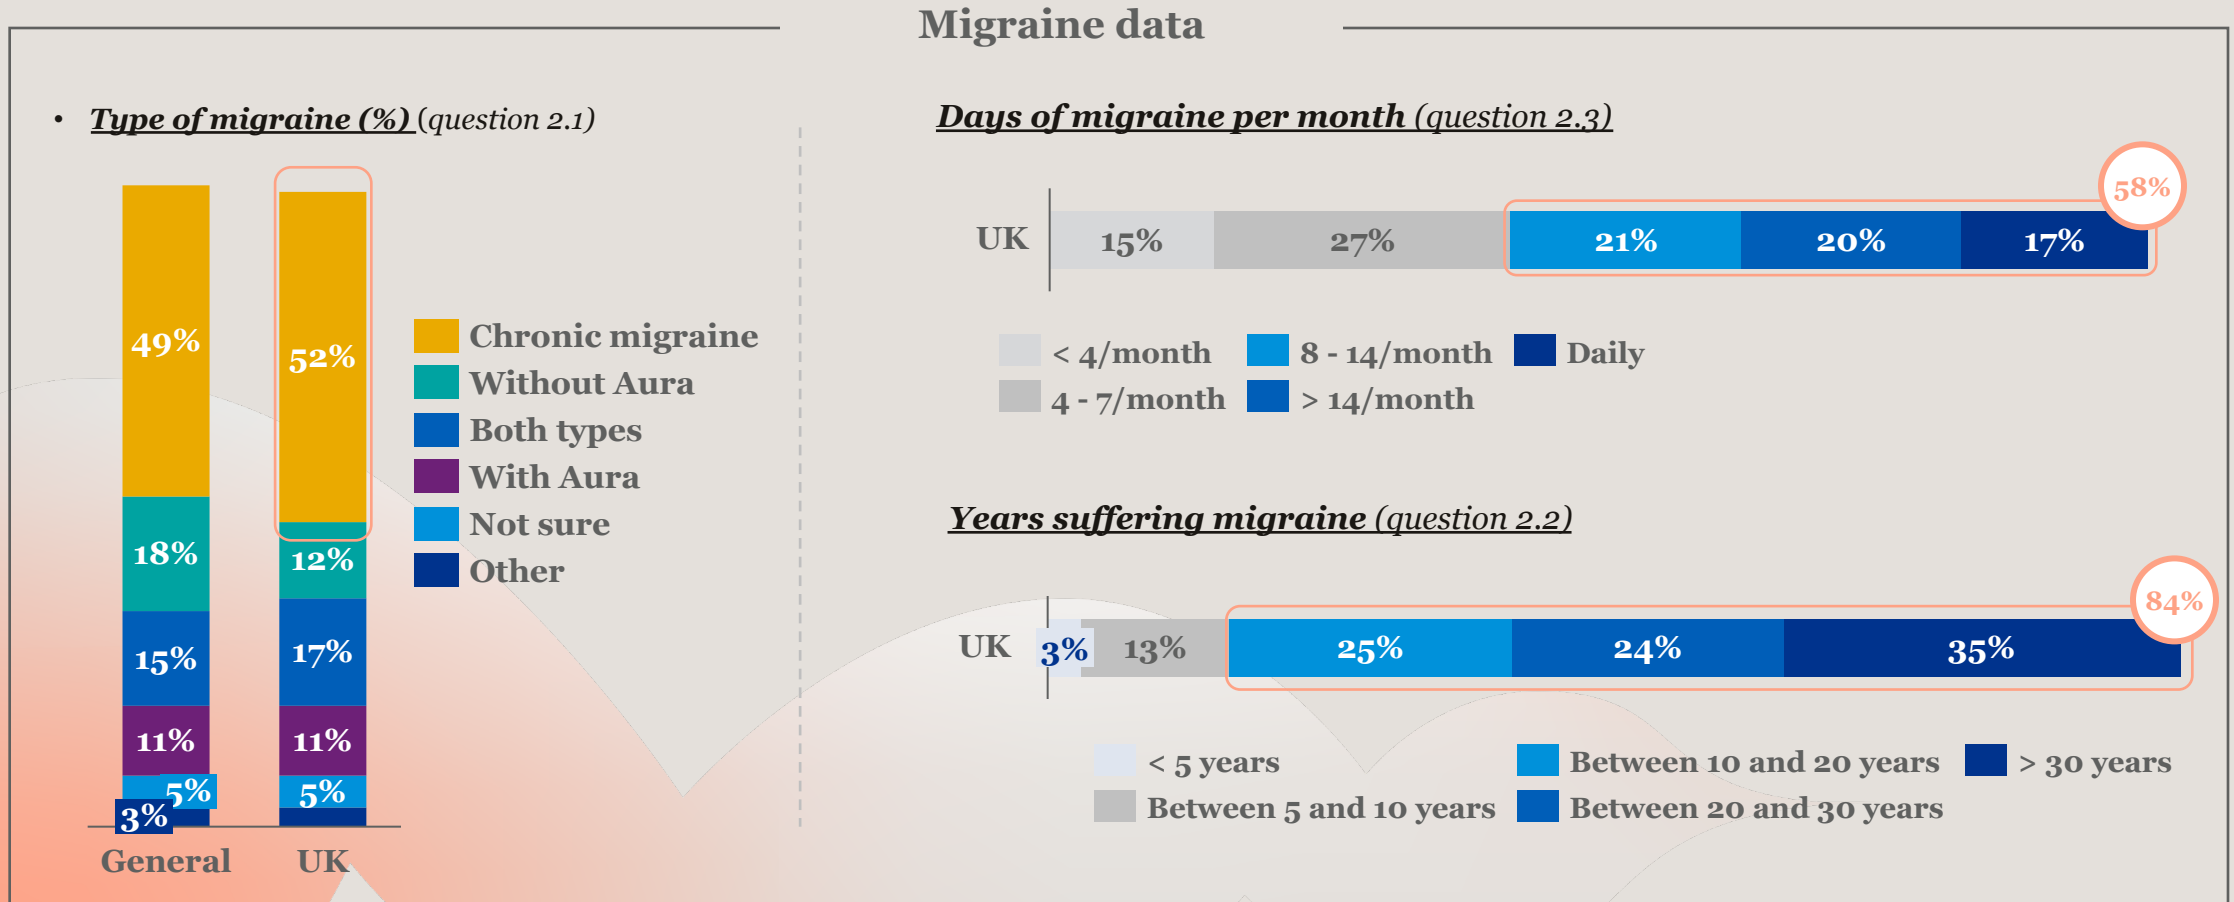 Migraine data
• Type of migraine (%) (question 2.1)
49%
18%
15%
11%
5%
3%
General
52%
12%
17%
11%
5%
UK
Chronic migraine
Without Aura
Both types
With Aura
Not sure
Other
Days of migraine per month (question 2.3)
58%
UK 15% 27% 21% 20% 17%
< 4/month 8 - 14/month Daily
4 - 7/month > 14/month
Years suffering migraine (question 2.2)
84%
UK 3% 13% 25% 24% 35%
< 5 years Between 10 and 20 years > 30 years
Between 5 and 10 years Between 20 and 30 years